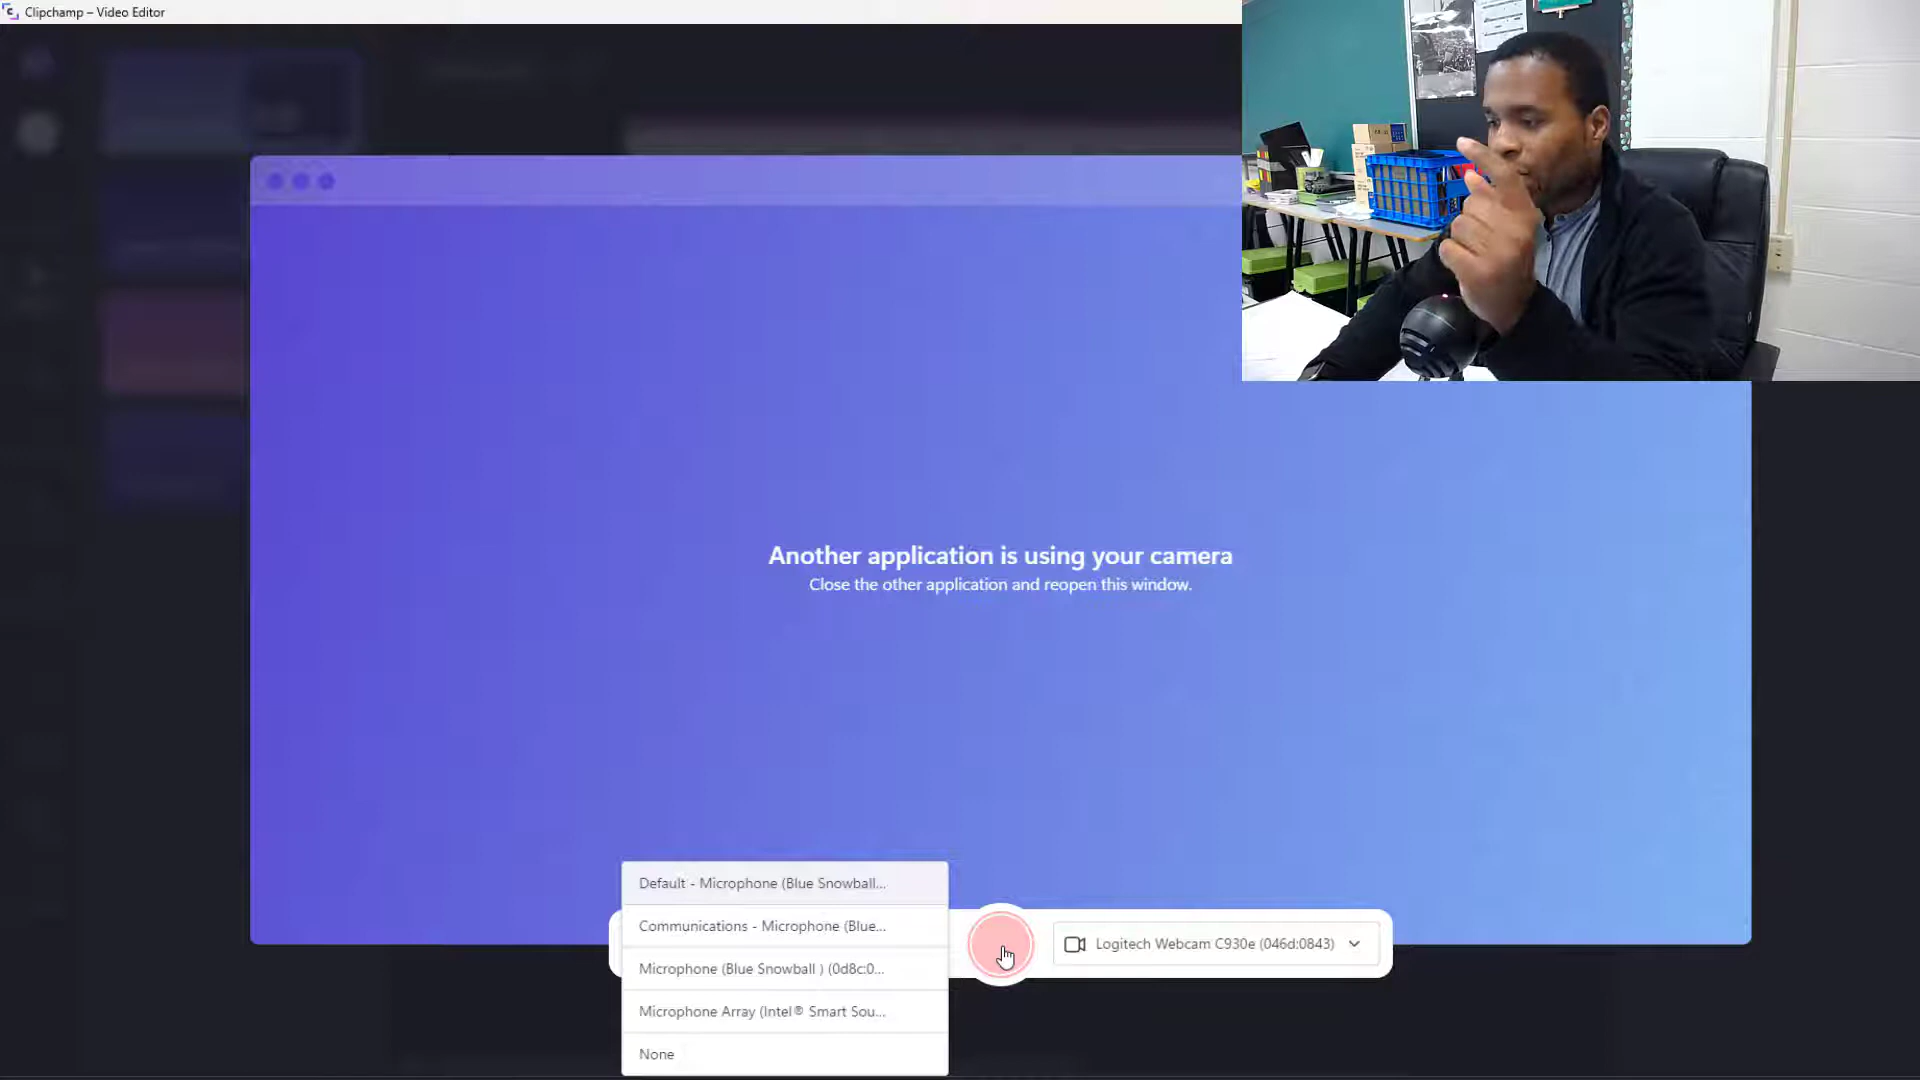 Clipchamp – Video Editor
Another application is using your camera
Close the other application and reopen this window.
Default - Microphone (Blue Snowball...
Communications - Microphone (Blue...
Microphone (Blue Snowball ) (0d8c:0...
Microphone Array (Intel® Smart Sou...
None
Logitech Webcam C930e (046d:0843)